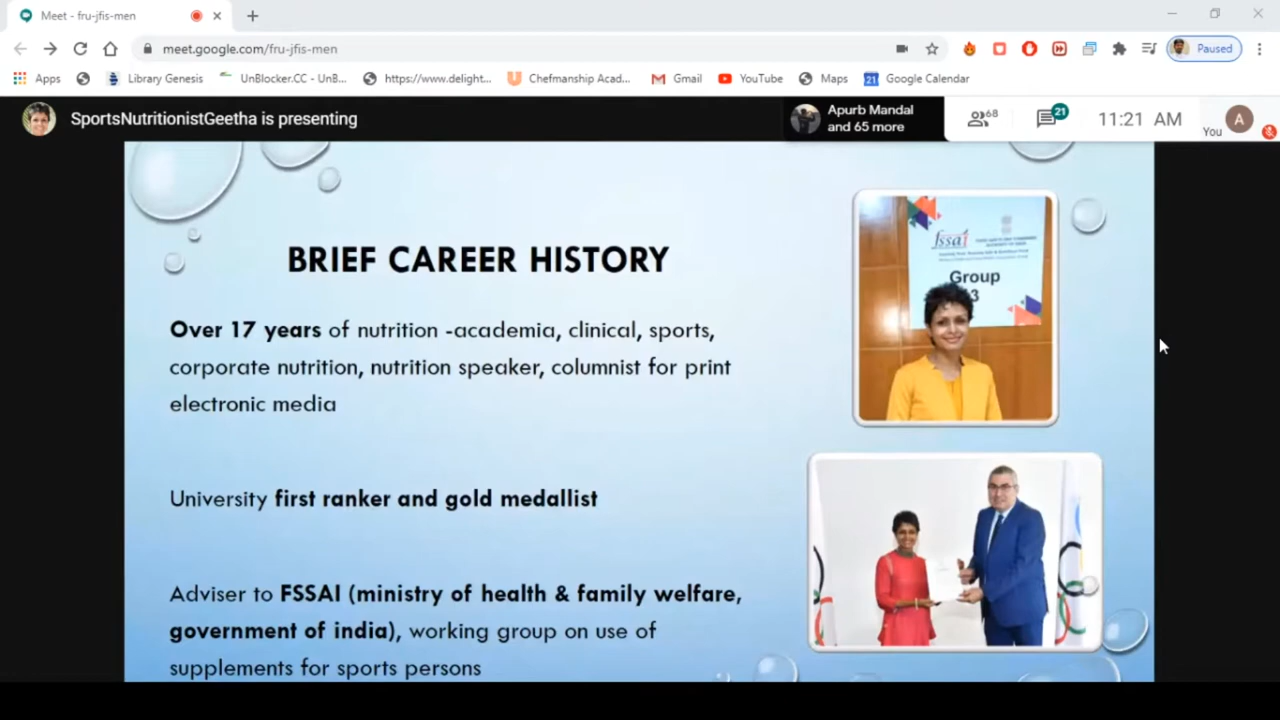 Meet - fru-jfis-men
meet.google.com/fru-jfis-men
Paused
Apps
Library Genesis
UnBlocker.CC - UnB...
https://www.delight...
Chefmanship Acad...
Gmail
YouTube
Maps
21
Google Calendar
SportsNutritionistGeetha is presenting
Apurb Mandal
and 65 more
68
21
11:21 AM
You
A
BRIEF CAREER HISTORY
Over 17 years of nutrition -academia, clinical, sports,
corporate nutrition, nutrition speaker, columnist for print
electronic media
University first ranker and gold medallist
Adviser to FSSAI (ministry of health & family welfare,
government of india), working group on use of
supplements for sports persons
fssai
Group